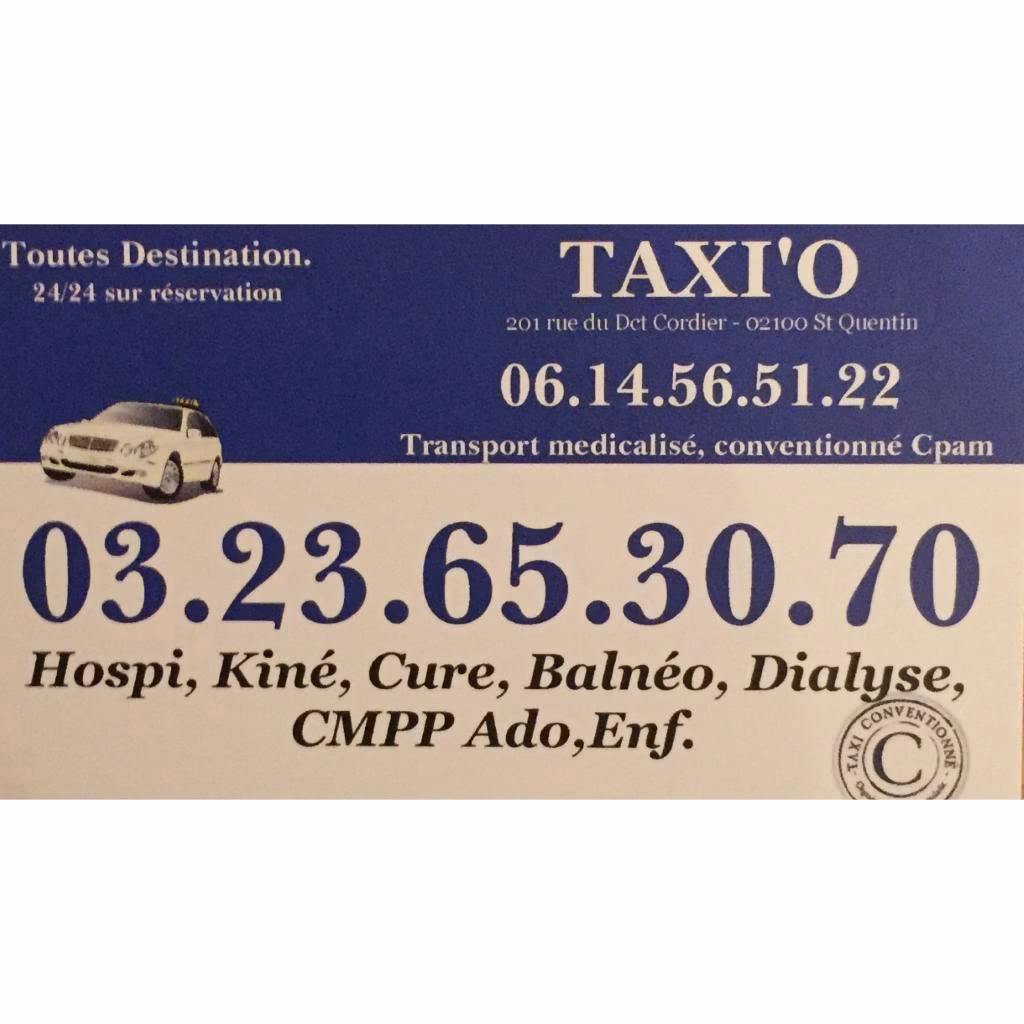 Toutes Destination.
24/24 sur réservation
TAXI'O
201 rue du Dct Cordier - 02100 St Quentin
06.14.56.51.22
Transport medicalisé, conventionné Cpam
03.23.65.30.70
Hospi, Kiné, Cure, Balnéo, Dialyse,
CMPP Ado,Enf.
TAXI CONVENTIONNÉ
C